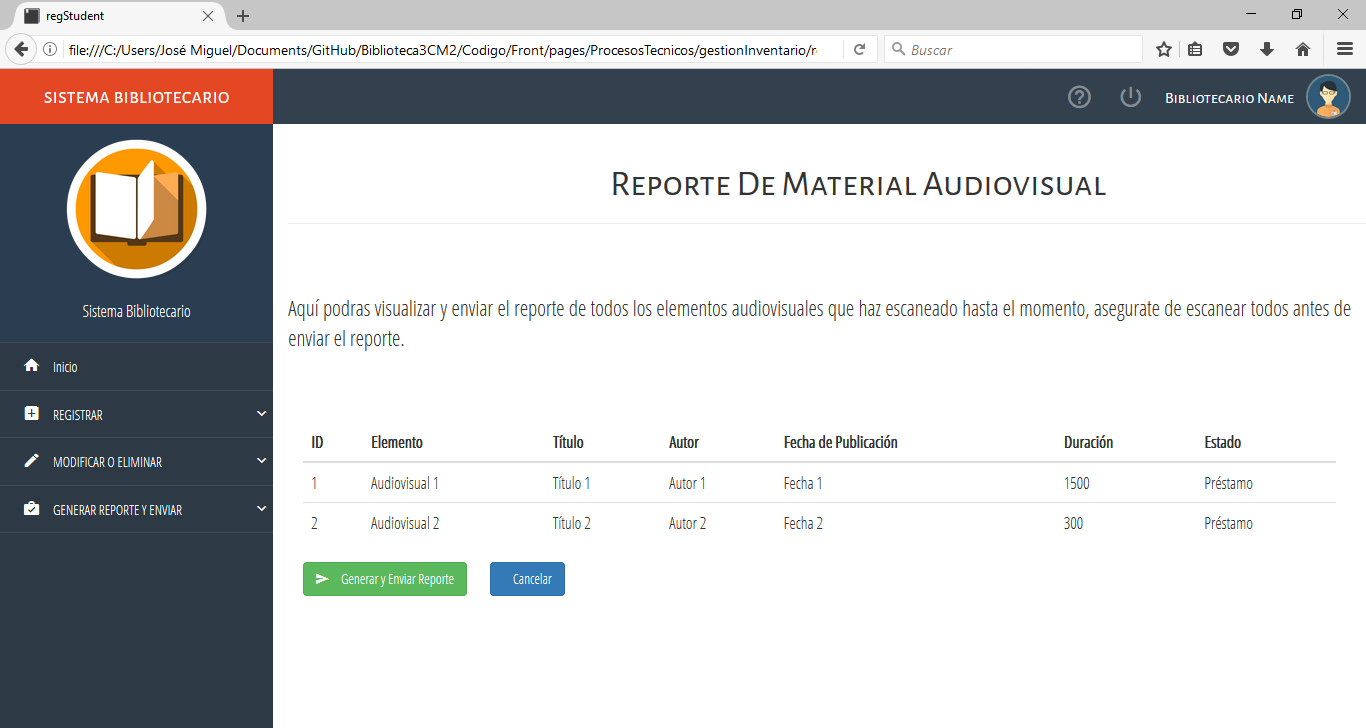 regStudent
file:///C:/Users/José Miguel/Documents/GitHub/Biblioteca3CM2/Codigo/Front/pages/ProcesosTecnicos/gestionInventario/r
Buscar
SISTEMA BIBLIOTECARIO
Bibliotecario Name
Sistema Bibliotecario
Inicio
REGISTRAR
MODIFICAR O ELIMINAR
GENERAR REPORTE Y ENVIAR
Reporte De Material Audiovisual
Aquí podras visualizar y enviar el reporte de todos los elementos audiovisuales que haz escaneado hasta el momento, asegurate de escanear todos antes de
enviar el reporte.
ID Elemento Título Autor Fecha de Publicación Duración Estado
1 Audiovisual 1 Título 1 Autor 1 Fecha 1 1500 Préstamo
2 Audiovisual 2 Título 2 Autor 2 Fecha 2 300 Préstamo
Generar y Enviar Reporte Cancelar